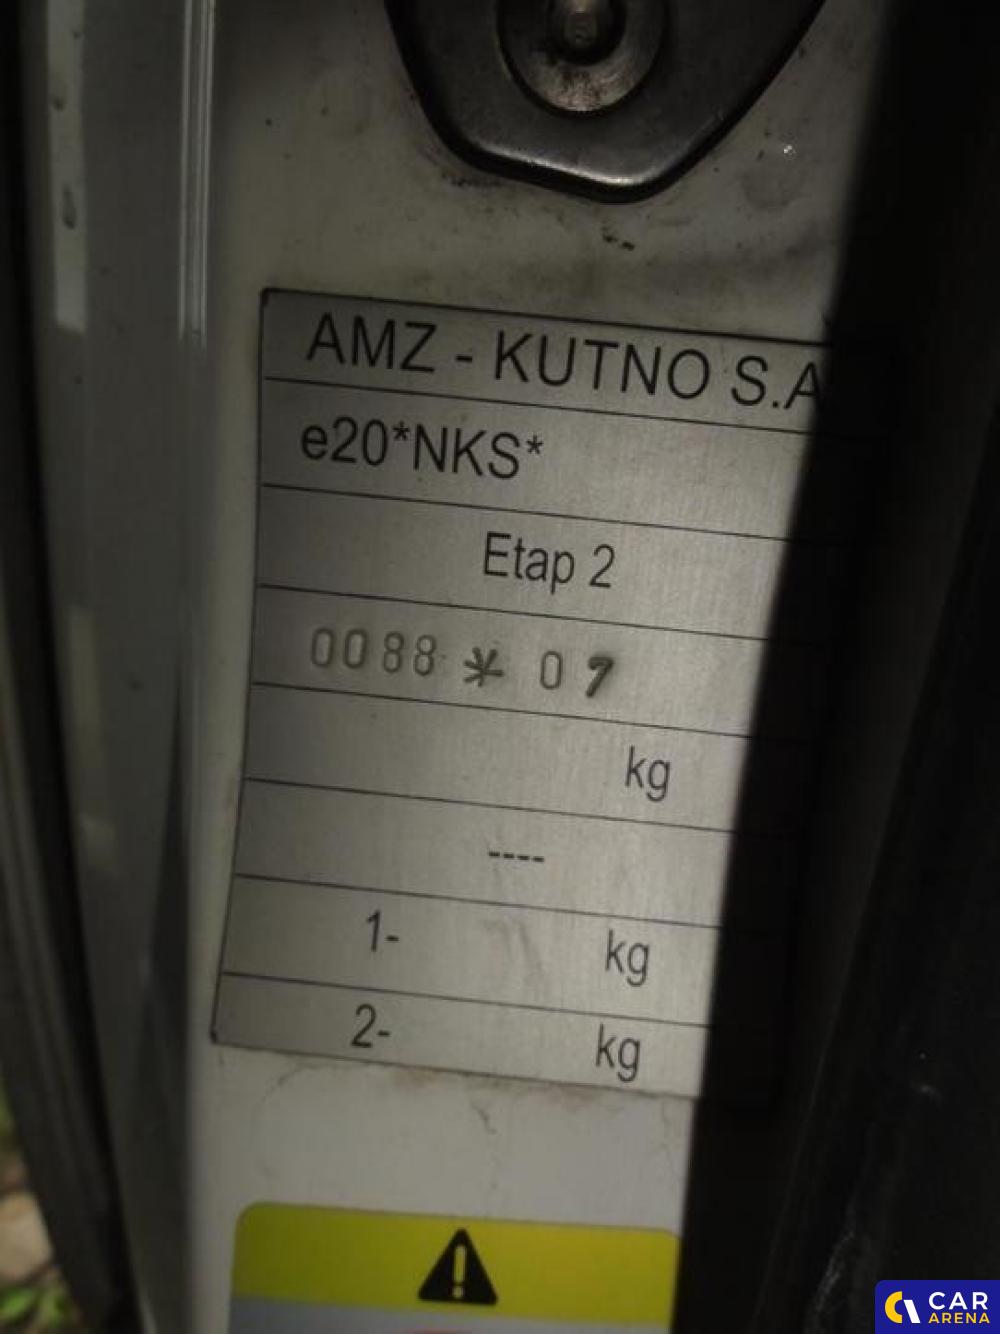 AMZ - KUTNO S.A
e20*NKS*
Etap 2
0088 * 07
kg
----
1- kg
2- kg
CAR
ARENA